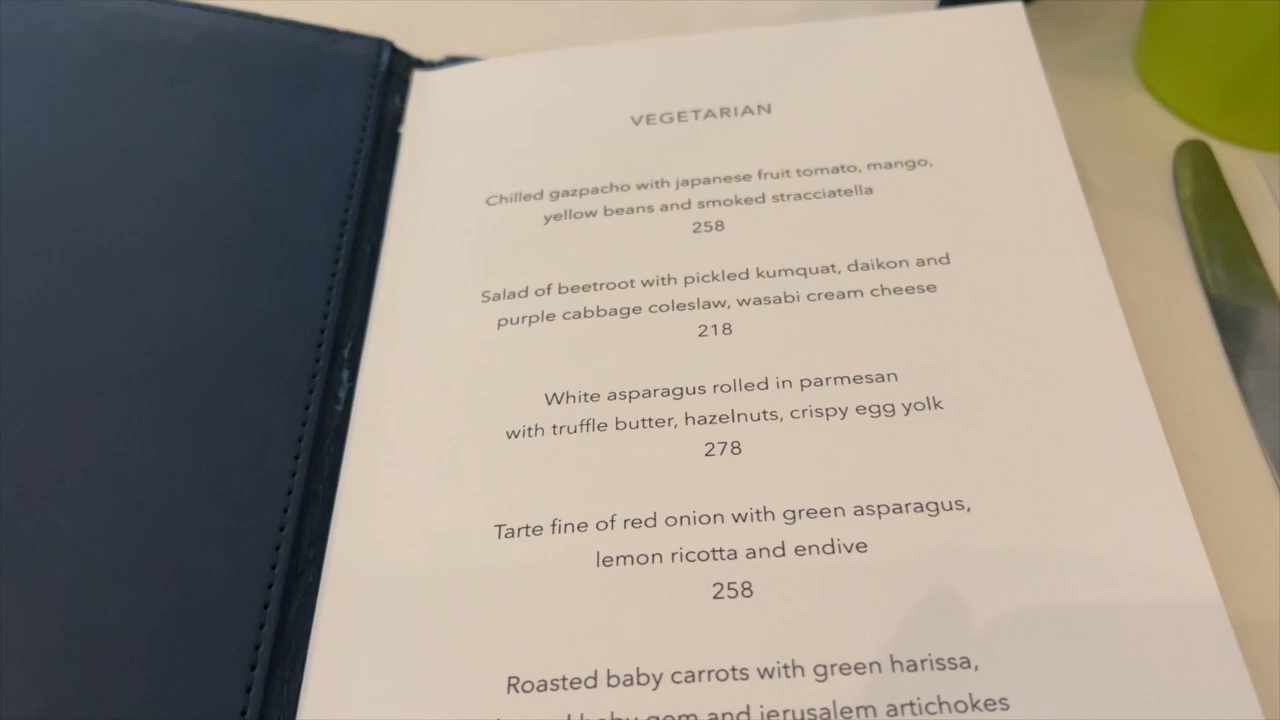 VEGETARIAN
Chilled gazpacho with japanese fruit tomato, mango,
yellow beans and smoked stracciatella
258
Salad of beetroot with pickled kumquat, daikon and
purple cabbage coleslaw, wasabi cream cheese
218
White asparagus rolled in parmesan
with truffle butter, hazelnuts, crispy egg yolk
278
Tarte fine of red onion with green asparagus,
lemon ricotta and endive
258
Roasted baby carrots with green harissa,
baby gem and jerusalem artichokes